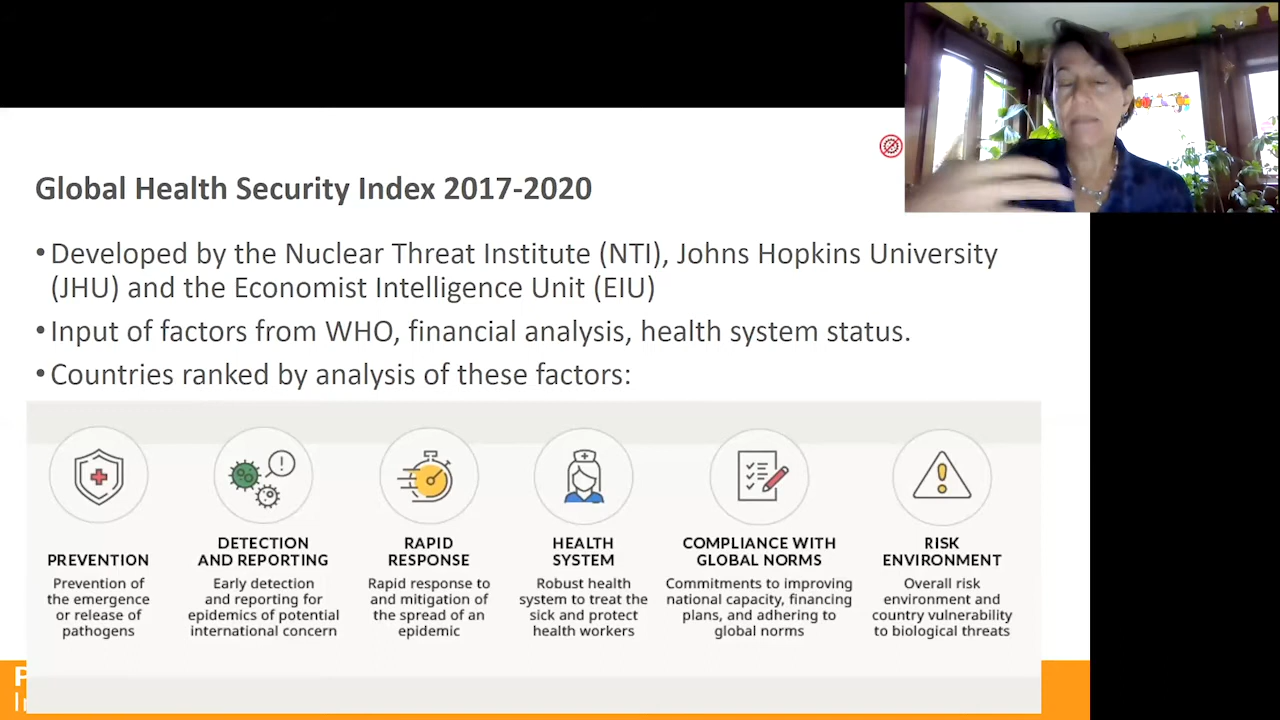 Global Health Security Index 2017-2020
•Developed by the Nuclear Threat Institute (NTI), Johns Hopkins University
(JHU) and the Economist Intelligence Unit (EIU)
•Input of factors from WHO, financial analysis, health system status.
•Countries ranked by analysis of these factors:
PREVENTION
Prevention of
the emergence
or release of
pathogens
DETECTION
AND REPORTING
Early detection
and reporting for
epidemics of potential
international concern
RAPID
RESPONSE
Rapid response to
and mitigation of
the spread of an
epidemic
HEALTH
SYSTEM
Robust health
system to treat the
sick and protect
health workers
COMPLIANCE WITH
GLOBAL NORMS
Commitments to improving
national capacity, financing
plans, and adhering to
global norms
RISK
ENVIRONMENT
Overall risk
environment and
country vulnerability
to biological threats